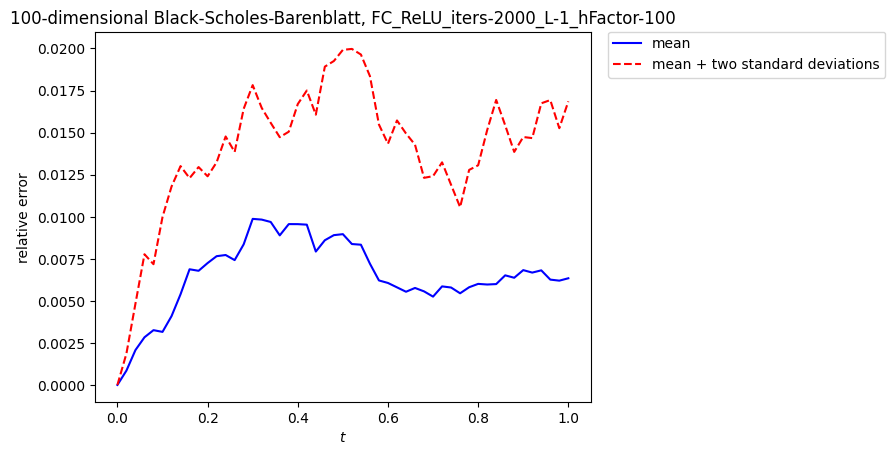 100-dimensional Black-Scholes-Barenblatt, FC_ReLU_iters-2000_L-1_hFactor-100
mean
mean + two standard deviations
relative error
0.0200
0.0175
0.0150
0.0125
0.0100
0.0075
0.0050
0.0025
0.0000
0.0 0.2 0.4 0.6 0.8 1.0
t